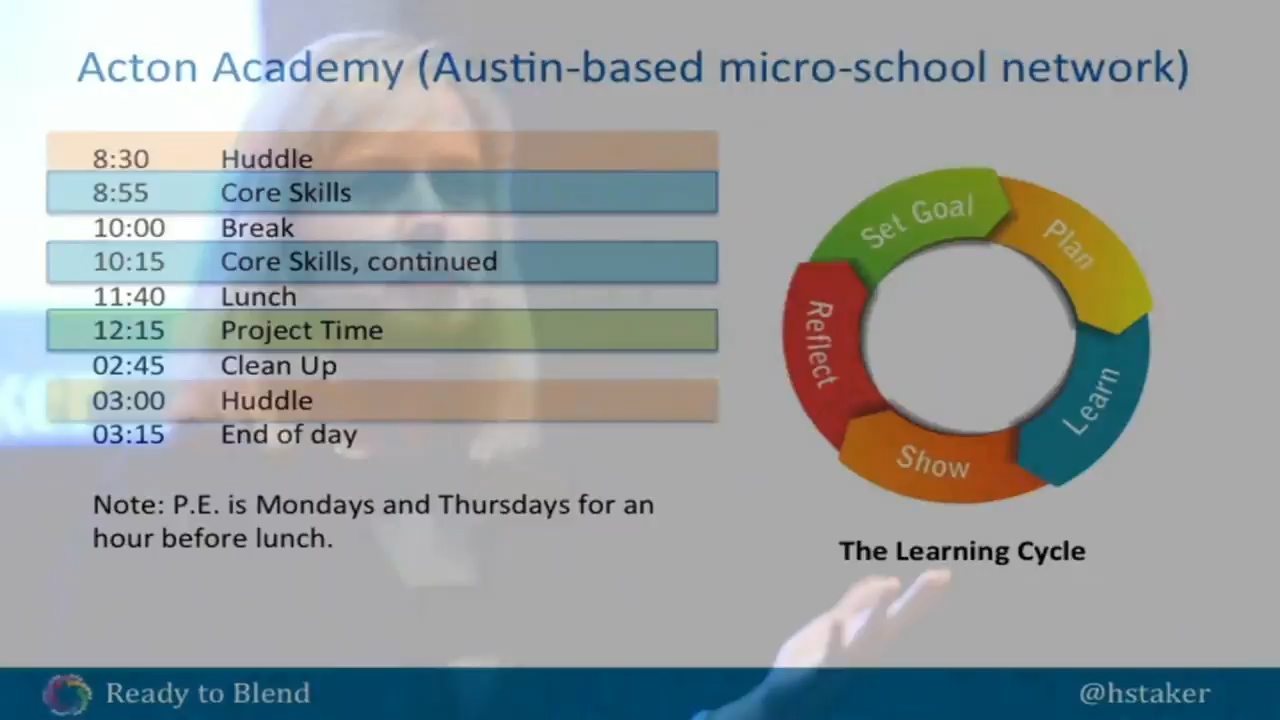 Acton Academy (Austin-based micro-school network)
8:30 Huddle
8:55 Core Skills
10:00 Break
10:15 Core Skills, continued
11:40 Lunch
12:15 Project Time
02:45 Clean Up
03:00 Huddle
03:15 End of day
Note: P.E. is Mondays and Thursdays for an
hour before lunch.
Set Goal
Plan
Learn
Show
Reflect
The Learning Cycle
Ready to Blend
@hstaker